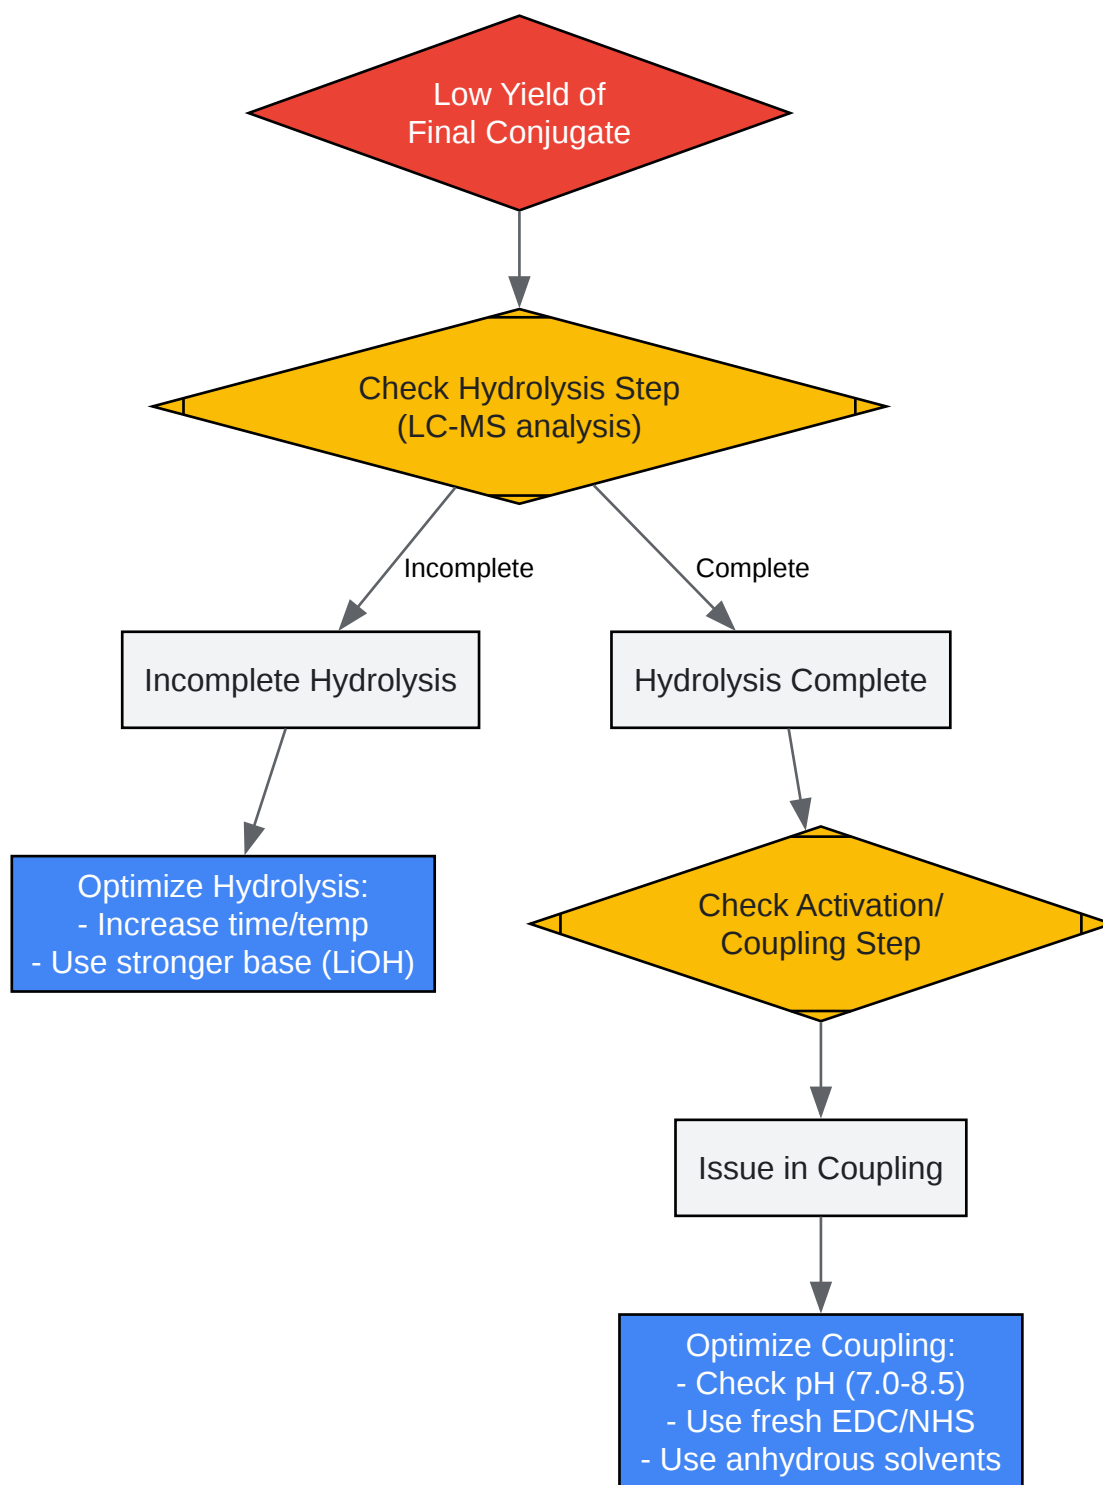 Low Yield of
Final Conjugate
Check Hydrolysis Step
(LC-MS analysis)
Incomplete
Complete
Incomplete Hydrolysis
Hydrolysis Complete
Optimize Hydrolysis:
- Increase time/temp
- Use stronger base (LiOH)
Check Activation/
Coupling Step
Issue in Coupling
Optimize Coupling:
- Check pH (7.0-8.5)
- Use fresh EDC/NHS
- Use anhydrous solvents